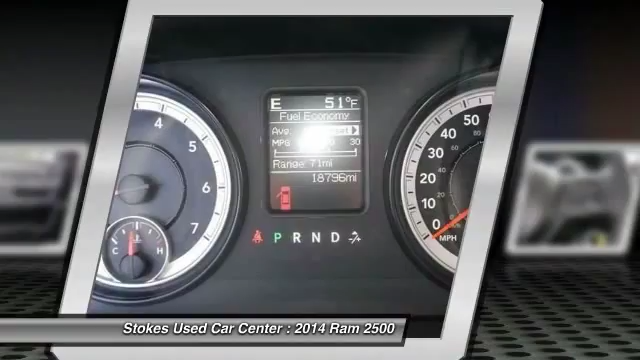 E 51°F
Fuel Economy
Avg.
MPG 30
Range: 71mi
18796mi
4
5
6
7
C H
P R N D
50
40
30
20
10
0
MPH
Stokes Used Car Center : 2014 Ram 2500